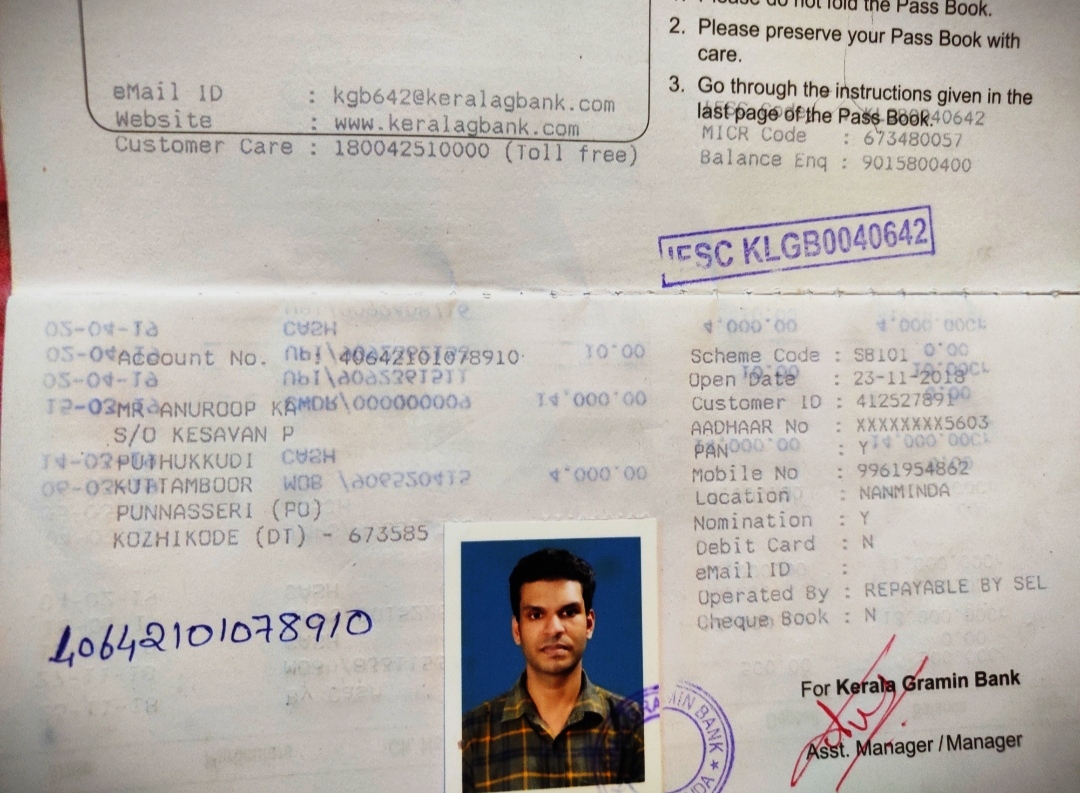 1. Please do not fold the Pass Book.
2. Please preserve your Pass Book with
care.
3. Go through the instructions given in the
last page of the Pass Book.
eMail ID : kgb642@keralagbank.com
Website : www.keralagbank.com
Customer Care : 180042510000 (Toll free)
IFSC Code : KLGB0040642
MICR Code : 673480057
Balance Enq : 9015800400
IFSC KLGB0040642
Account No. : 40642101078910
MR ANUROOP KA
S/O KESAVAN P
PUTHUKKUDI
KUTTAMBOOR
PUNNASSERI (PO)
KOZHIKODE (DT) - 673585
40642101078910
Scheme Code : SB101
Open Date : 23-11-2018
Customer ID : 412527891
AADHAAR No : XXXXXXXX5603
PAN : Y
Mobile No : 9961954862
Location : NANMINDA
Nomination : Y
Debit Card : N
eMail ID :
Operated By : REPAYABLE BY SEL
Cheque Book : N
For Kerala Gramin Bank
Asst. Manager / Manager